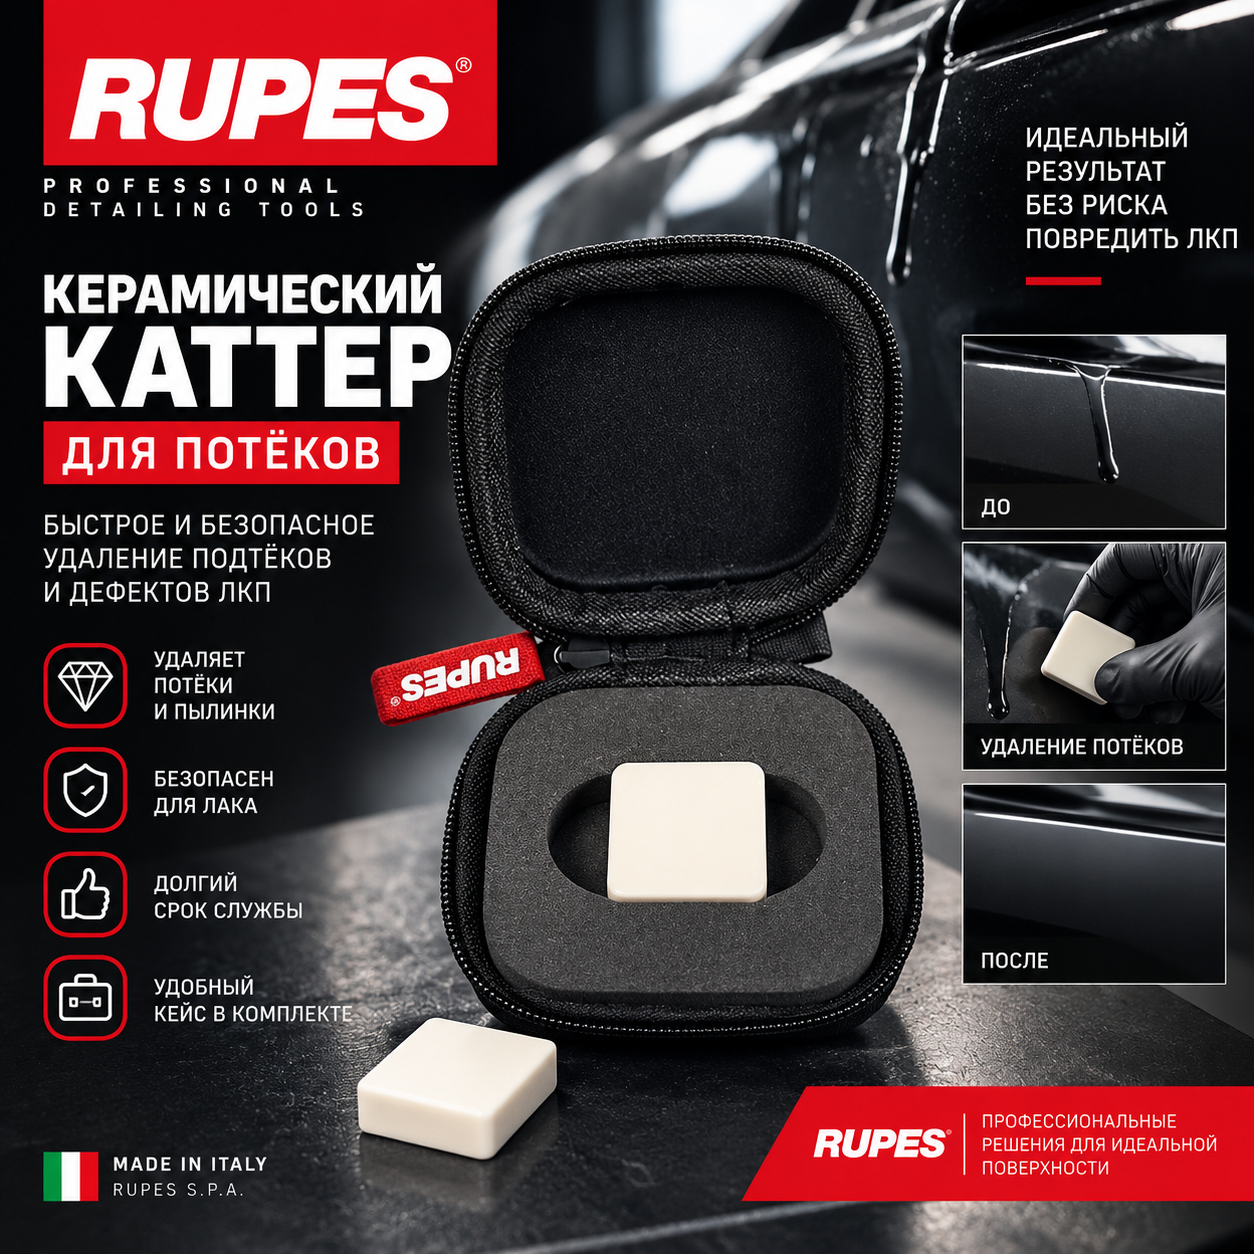 RUPES®
PROFESSIONAL
DETAILING TOOLS
КЕРАМИЧЕСКИЙ
КАТТЕР
ДЛЯ ПОТЁКОВ
БЫСТРОЕ И БЕЗОПАСНОЕ
УДАЛЕНИЕ ПОДТЁКОВ
И ДЕФЕКТОВ ЛКП
УДАЛЯЕТ
ПОТЁКИ
И ПЫЛИНКИ
БЕЗОПАСЕН
ДЛЯ ЛАКА
ДОЛГИЙ
СРОК СЛУЖБЫ
УДОБНЫЙ
КЕЙС В КОМПЛЕКТЕ
MADE IN ITALY
RUPES S.P.A.
RUPES®
ИДЕАЛЬНЫЙ
РЕЗУЛЬТАТ
БЕЗ РИСКА
ПОВРЕДИТЬ ЛКП
ДО
УДАЛЕНИЕ ПОТЁКОВ
ПОСЛЕ
RUPES®
ПРОФЕССИОНАЛЬНЫЕ
РЕШЕНИЯ ДЛЯ ИДЕАЛЬНОЙ
ПОВЕРХНОСТИ